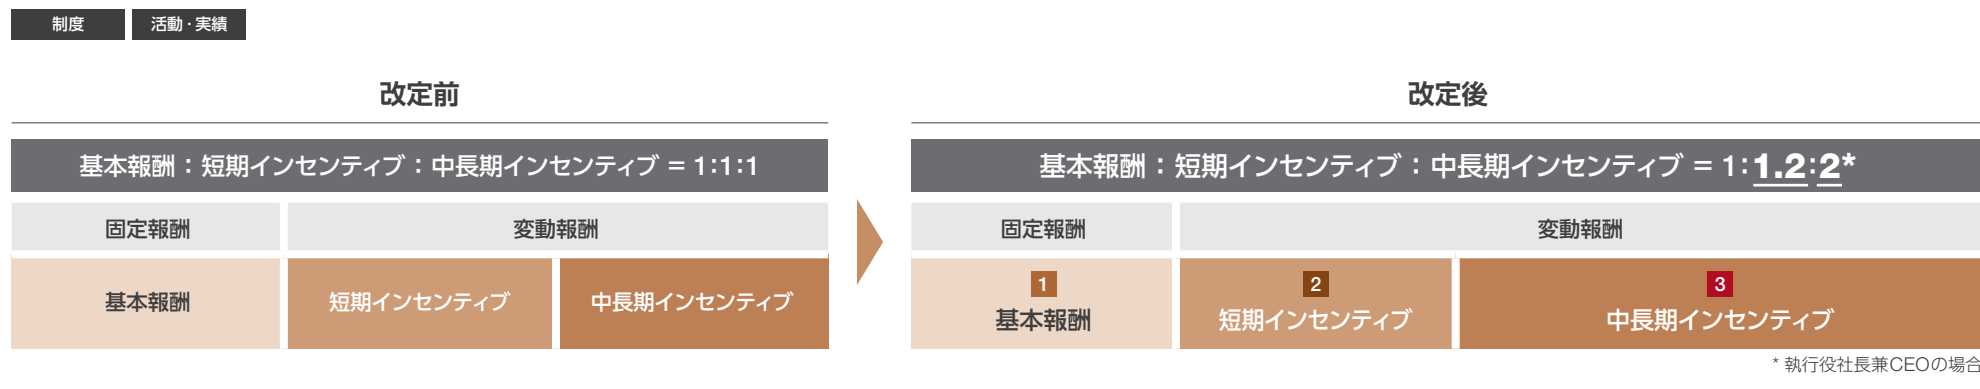 制度
活動・実績
改定前
基本報酬：短期インセンティブ：中長期インセンティブ = 1:1:1
固定報酬
変動報酬
基本報酬
短期インセンティブ
中長期インセンティブ
改定後
基本報酬：短期インセンティブ：中長期インセンティブ = 1:1.2:2*
固定報酬
変動報酬
1
基本報酬
2
短期インセンティブ
3
中長期インセンティブ
* 執行役社長兼CEOの場合